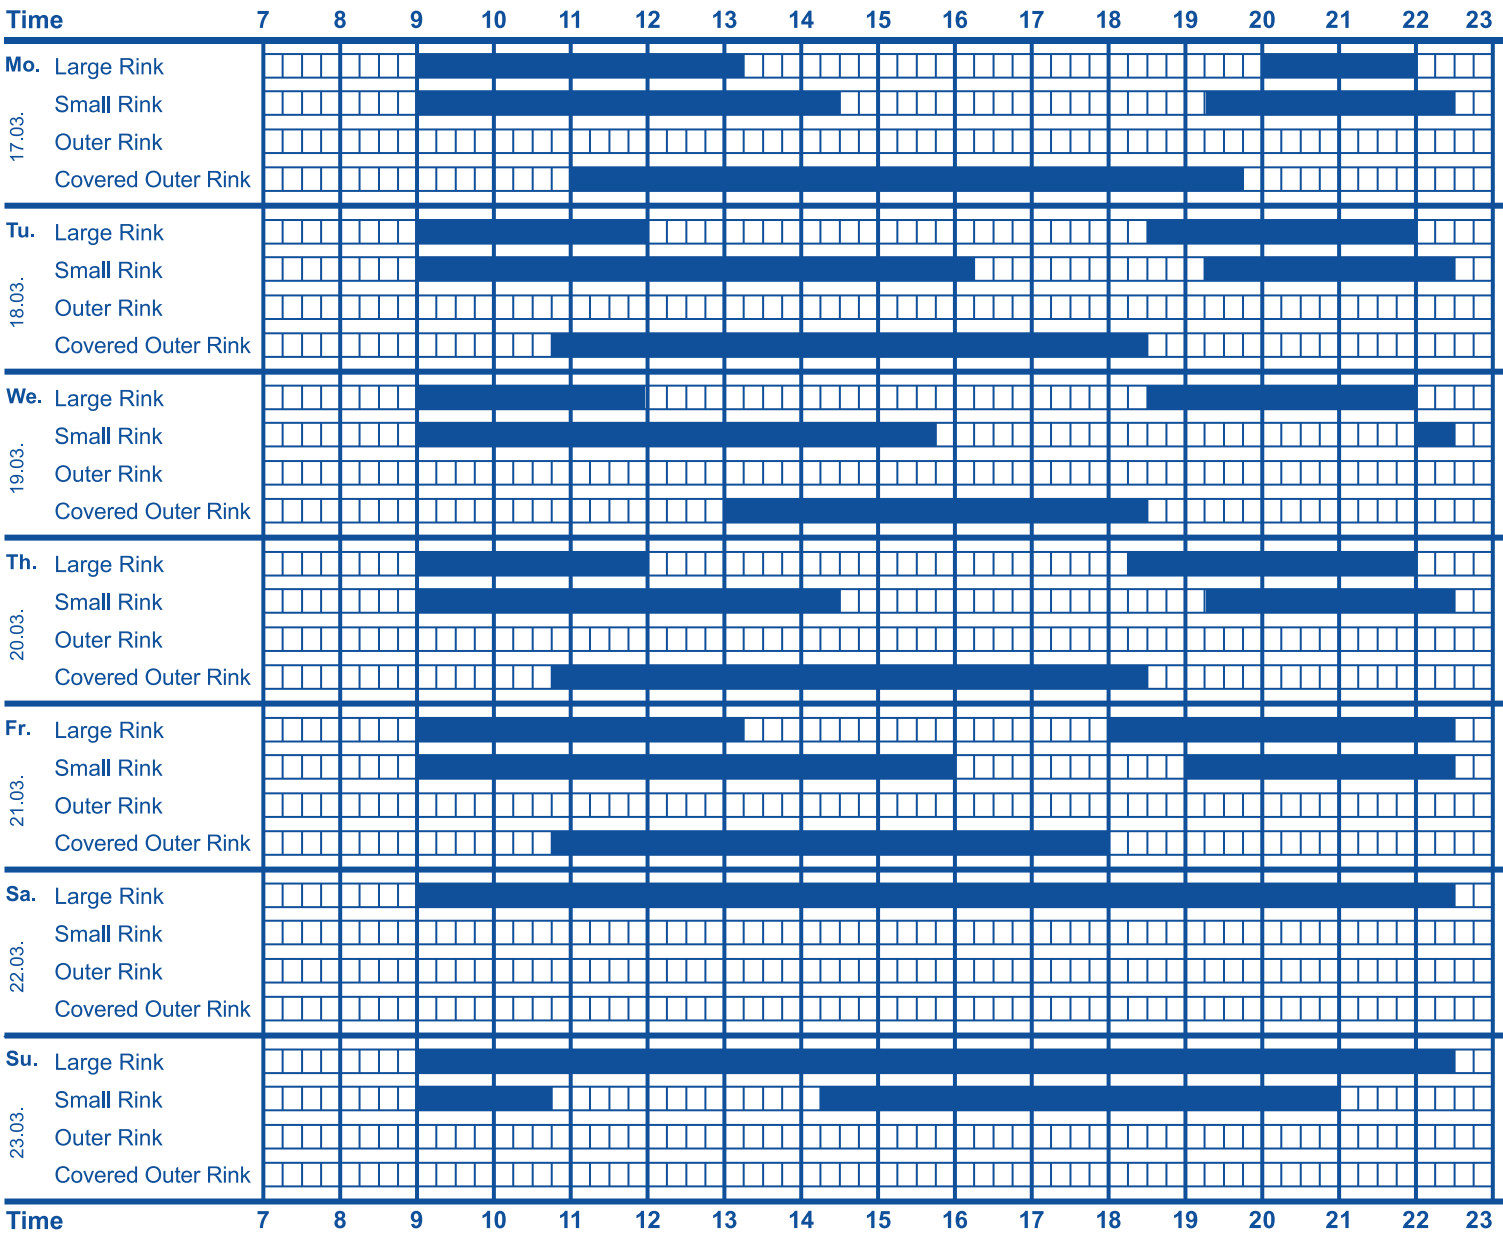 Time 7 8 9 10 11 12 13 14 15 16 17 18 19 20 21 22 23
Mo. Large Rink
Small Rink
17.03.
Outer Rink
Covered Outer Rink
Tu. Large Rink
Small Rink
18.03.
Outer Rink
Covered Outer Rink
We. Large Rink
Small Rink
19.03.
Outer Rink
Covered Outer Rink
Th. Large Rink
Small Rink
20.03.
Outer Rink
Covered Outer Rink
Fr. Large Rink
Small Rink
21.03.
Outer Rink
Covered Outer Rink
Sa. Large Rink
Small Rink
22.03.
Outer Rink
Covered Outer Rink
Su. Large Rink
Small Rink
23.03.
Outer Rink
Covered Outer Rink
Time 7 8 9 10 11 12 13 14 15 16 17 18 19 20 21 22 23